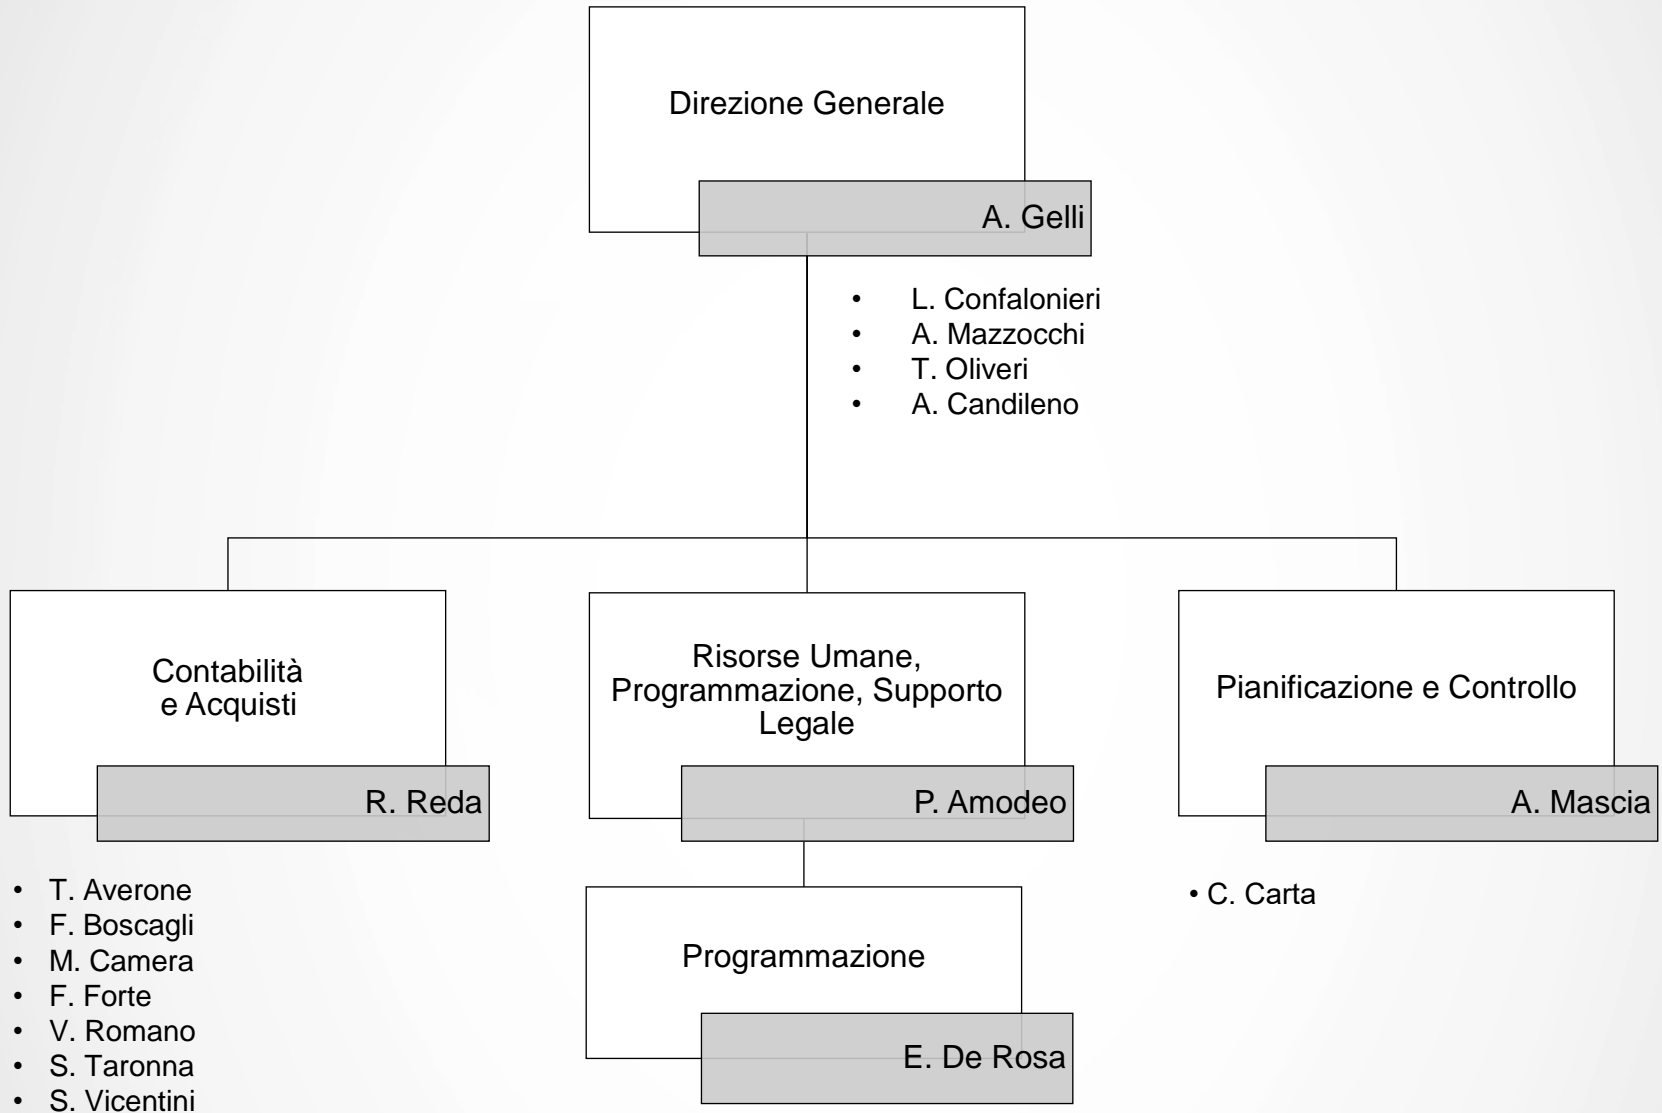 Direzione Generale
A. Gelli
• L. Confalonieri
• A. Mazzocchi
• T. Oliveri
• A. Candileno
Contabilità
e Acquisti
R. Reda
Risorse Umane,
Programmazione, Supporto
Legale
P. Amodeo
Pianificazione e Controllo
A. Mascia
• T. Averone
• F. Boscagli
• M. Camera
• F. Forte
• V. Romano
• S. Taronna
• S. Vicentini
Programmazione
E. De Rosa
• C. Carta